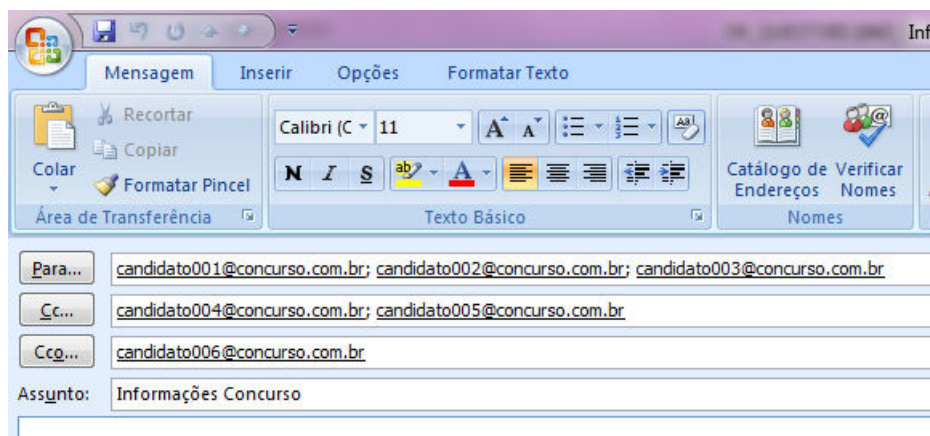 Inf
Mensagem Inserir Opções Formatar Texto
Recortar
Copiar
Formatar Pincel
Colar
Área de Transferência
Calibri (C 11
A A
N I S ab A
Texto Básico
Catálogo de Endereços
Verificar Nomes
Nomes
Para... candidato001@concurso.com.br; candidato002@concurso.com.br; candidato003@concurso.com.br
Cc... candidato004@concurso.com.br; candidato005@concurso.com.br
Cco... candidato006@concurso.com.br
Assunto: Informações Concurso